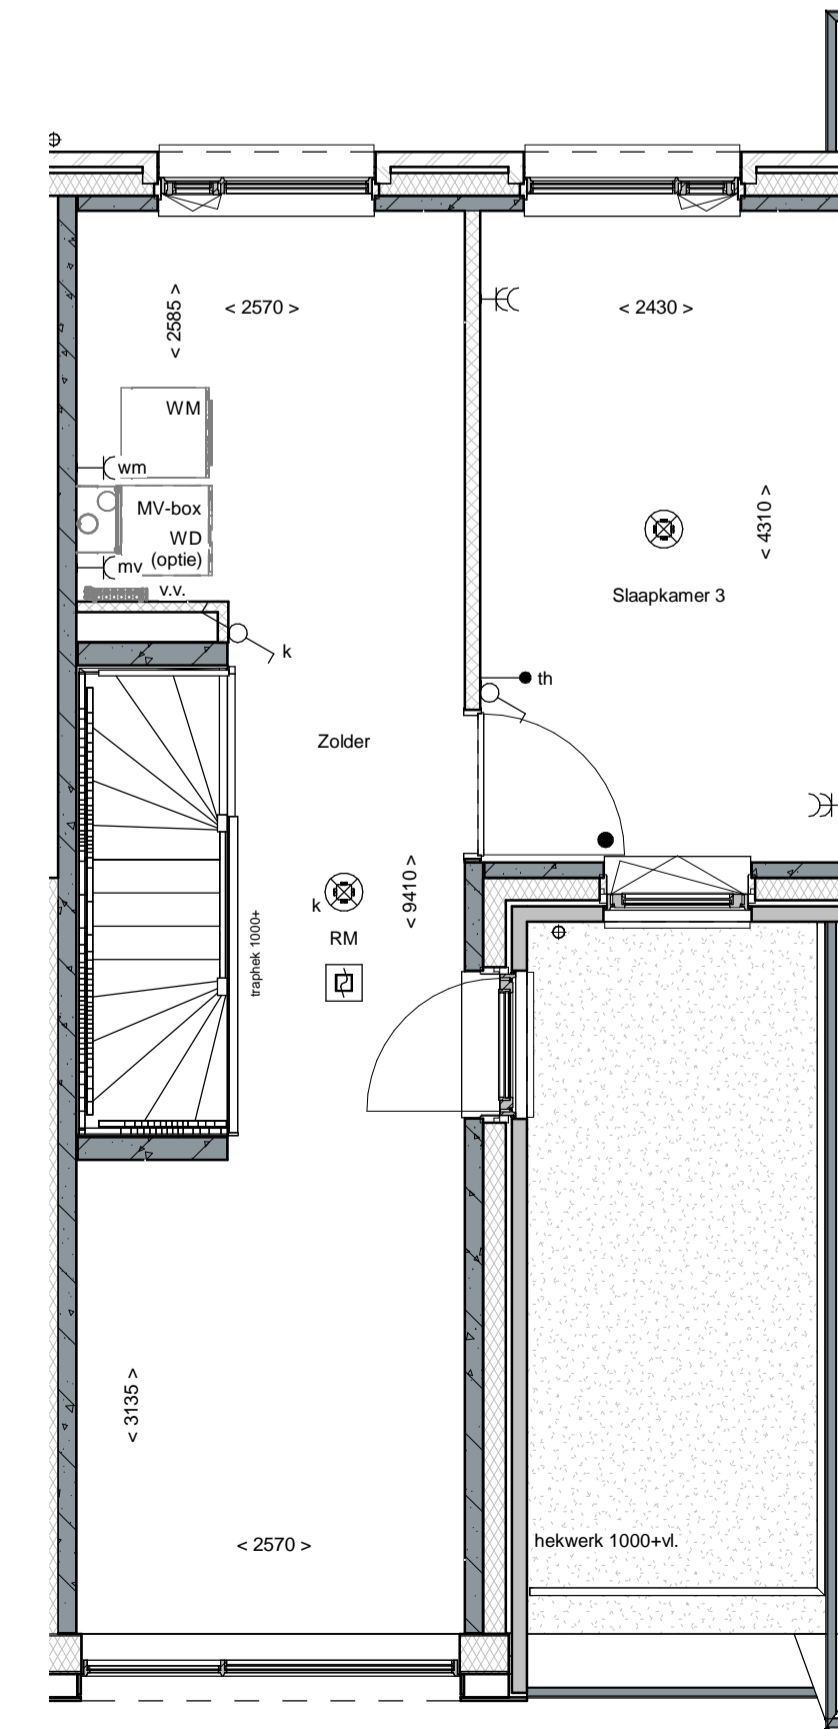 < 2585 >
< 2570 >
< 2430 >
WM
wm
MV-box
WD
(optie)
mv
v.v.
< 4310 >
Slaapkamer 3
k
th
Zolder
< 9410 >
k
RM
traphek 1000+
< 3135 >
< 2570 >
hekwerk 1000+vl.